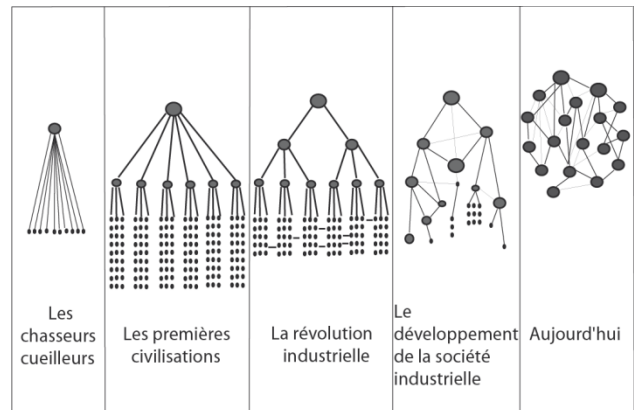 Les
chasseurs
cueilleurs
Les premières
civilisations
La révolution
industrielle
Le
développement
de la société
industrielle
Aujourd'hui